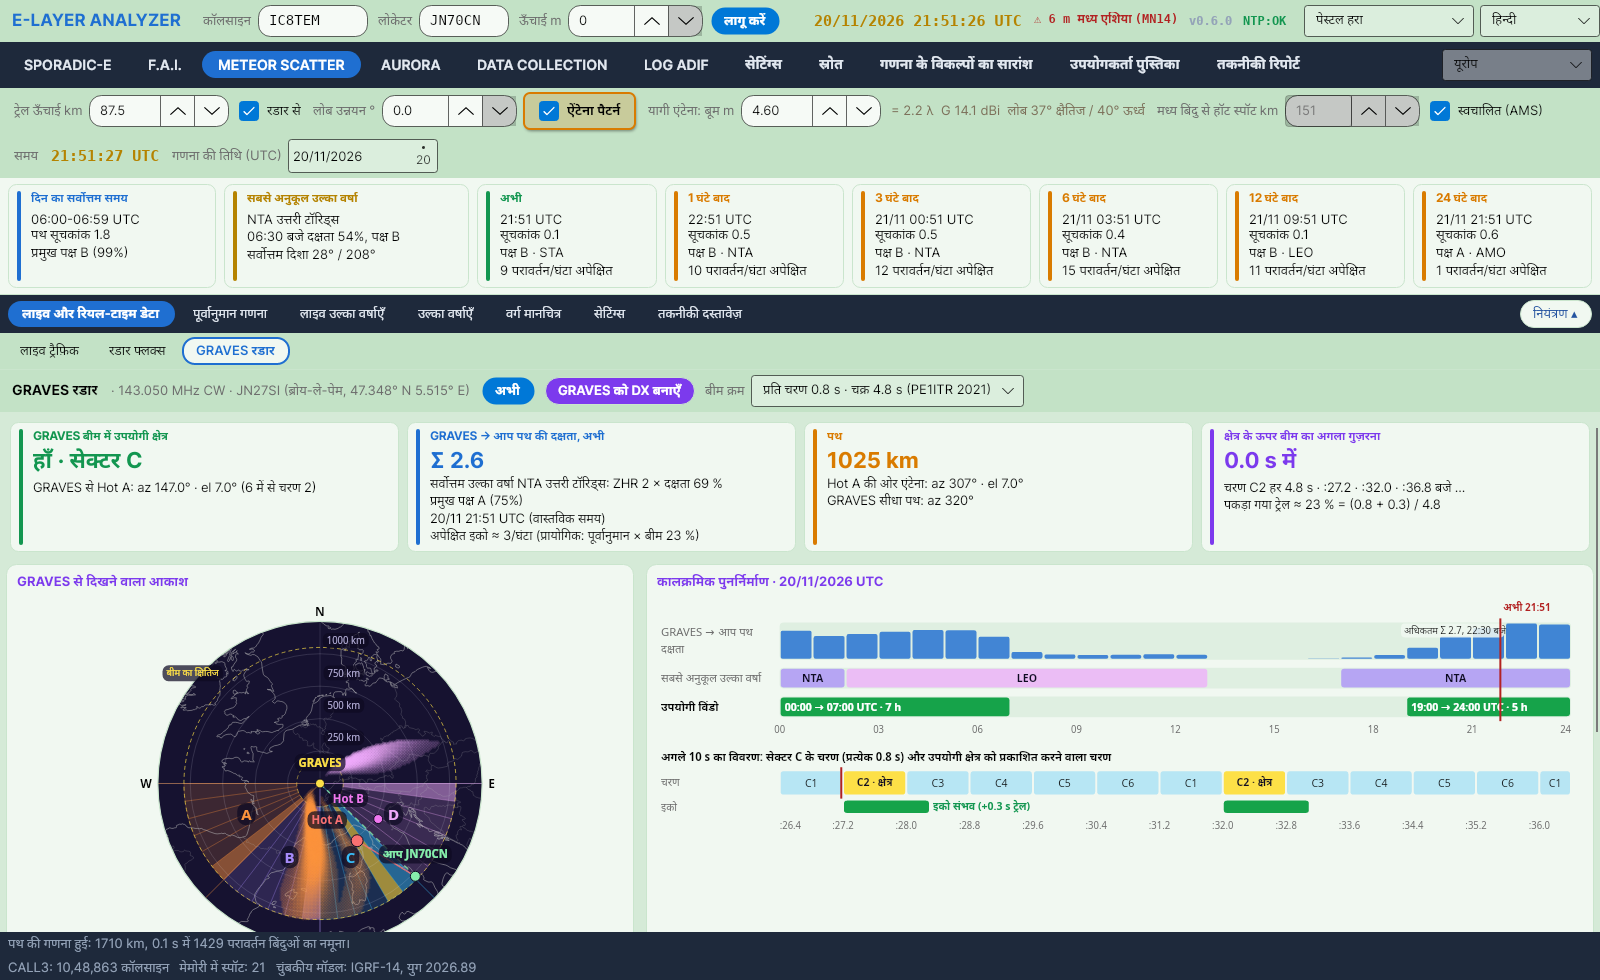 E-LAYER ANALYZER कॉलसाइन IC8TEM लोकेटर JN70CN ऊँचाई m 0 लागू करें 20/11/2026 21:51:26 UTC ⚠ 6 m मध्य एशिया (MN14) v0.6.0 NTP:OK पेस्टल हरा हिन्दी
SPORADIC-E F.A.I. METEOR SCATTER AURORA DATA COLLECTION LOG ADIF सेटिंग्स स्रोत गणना के विकल्पों का सारांश उपयोगकर्ता पुस्तिका तकनीकी रिपोर्ट यूरोप
ट्रेल ऊँचाई km 87.5 रडार से लोब उन्नयन ° 0.0 ऐंटेना पैटर्न यागी एंटेना: बूम m 4.60 = 2.2 λ G 14.1 dBi लोब 37° क्षैतिज / 40° ऊर्ध्व मध्य बिंदु से हॉट स्पॉट km 151 स्वचालित (AMS)
समय 21:51:27 UTC गणना की तिथि (UTC) 20/11/2026 20
दिन का सर्वोत्तम समय
06:00-06:59 UTC
पथ सूचकांक 1.8
प्रमुख पक्ष B (99%)
सबसे अनुकूल उल्का वर्षा
NTA उत्तरी टॉरिड्स
06:30 बजे दक्षता 54%, पक्ष B
सर्वोत्तम दिशा 28° / 208°
अभी
21:51 UTC
सूचकांक 0.1
पक्ष B · STA
9 परावर्तन/घंटा अपेक्षित
1 घंटे बाद
22:51 UTC
सूचकांक 0.5
पक्ष B · NTA
10 परावर्तन/घंटा अपेक्षित
3 घंटे बाद
21/11 00:51 UTC
सूचकांक 0.5
पक्ष B · NTA
12 परावर्तन/घंटा अपेक्षित
6 घंटे बाद
21/11 03:51 UTC
सूचकांक 0.4
पक्ष B · NTA
15 परावर्तन/घंटा अपेक्षित
12 घंटे बाद
21/11 09:51 UTC
सूचकांक 0.1
पक्ष B · LEO
11 परावर्तन/घंटा अपेक्षित
24 घंटे बाद
21/11 21:51 UTC
सूचकांक 0.6
पक्ष A · AMO
1 परावर्तन/घंटा अपेक्षित
लाइव और रियल-टाइम डेटा पूर्वानुमान गणना लाइव उल्का वर्षाएँ उल्का वर्षाएँ वर्ग मानचित्र सेटिंग्स तकनीकी दस्तावेज़ नियंत्रण ▴
लाइव ट्रैफ़िक रडार फ्लक्स GRAVES रडार
GRAVES रडार · 143.050 MHz CW · JN27SI (ब्रोय-ले-पेम, 47.348° N 5.515° E) अभी GRAVES को DX बनाएँ बीम क्रम प्रति चरण 0.8 s · चक्र 4.8 s (PE1ITR 2021)
GRAVES बीम में उपयोगी क्षेत्र
हाँ · सेक्टर C
GRAVES से Hot A: az 147.0° · el 7.0° (6 में से चरण 2)
GRAVES → आप पथ की दक्षता, अभी
Σ 2.6
सर्वोत्तम उल्का वर्षा NTA उत्तरी टॉरिड्स: ZHR 2 × दक्षता 69 %
प्रमुख पक्ष A (75%)
20/11 21:51 UTC (वास्तविक समय)
अपेक्षित इको ≈ 3/घंटा (प्रायोगिक: पूर्वानुमान × बीम 23 %)
पथ
1025 km
Hot A की ओर एंटेना: az 307° · el 7.0°
GRAVES सीधा पथ: az 320°
क्षेत्र के ऊपर बीम का अगला गुज़रना
0.0 s में
चरण C2 हर 4.8 s · :27.2 · :32.0 · :36.8 बजे ...
पकड़ा गया ट्रेल ≈ 23 % = (0.8 + 0.3) / 4.8
GRAVES से दिखने वाला आकाश
N
1000 km
बीम का क्षितिज
750 km
500 km
250 km
GRAVES
W E
Hot B
A Hot A D
B C आप JN70CN
कालक्रमिक पुनर्निर्माण · 20/11/2026 UTC
अभी 21:51
GRAVES → आप पथ
दक्षता
अधिकतम Σ 2.7, 22:30 बजे
सबसे अनुकूल उल्का वर्षा NTA LEO NTA
उपयोगी विंडो 00:00 → 07:00 UTC · 7 h 19:00 → 24:00 UTC · 5 h
00 03 06 09 12 15 18 21 24
अगले 10 s का विवरण: सेक्टर C के चरण (प्रत्येक 0.8 s) और उपयोगी क्षेत्र को प्रकाशित करने वाला चरण
चरण C1 C2 · क्षेत्र C3 C4 C5 C6 C1 C2 · क्षेत्र C3 C4 C5 C6 C1
इको इको संभव (+0.3 s ट्रेल)
:26.4 :27.2 :28.0 :28.8 :29.6 :30.4 :31.2 :32.0 :32.8 :33.6 :34.4 :35.2 :36.0
पथ की गणना हुई: 1710 km, 0.1 s में 1429 परावर्तन बिंदुओं का नमूना।
CALL3: 10,48,863 कॉलसाइन मेमोरी में स्पॉट: 21 चुंबकीय मॉडल: IGRF-14, युग 2026.89